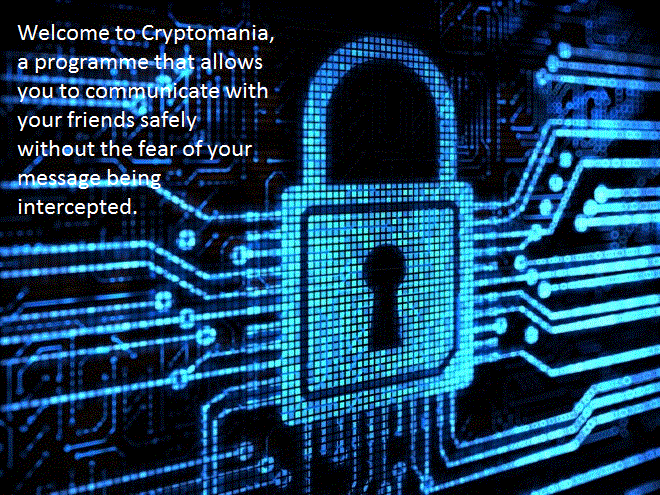 Welcome to Cryptomania,
a programme that allows
you to communicate with
your friends safely
without the fear of your
message being
intercepted.